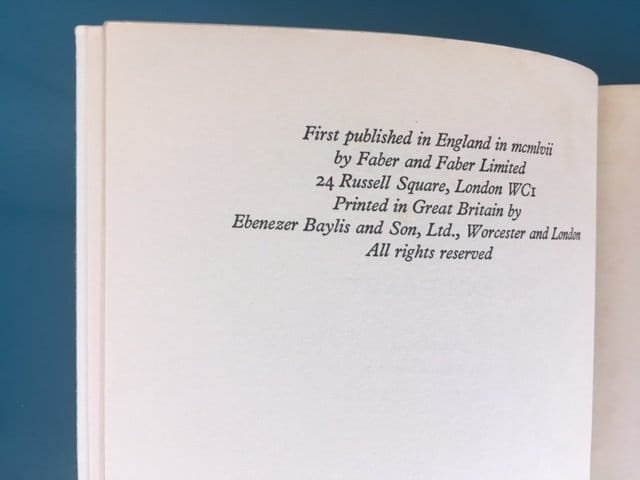 First published in England in mcmlvii
by Faber and Faber Limited
24 Russell Square, London WC1
Printed in Great Britain by
Ebenezer Baylis and Son, Ltd., Worcester and London
All rights reserved